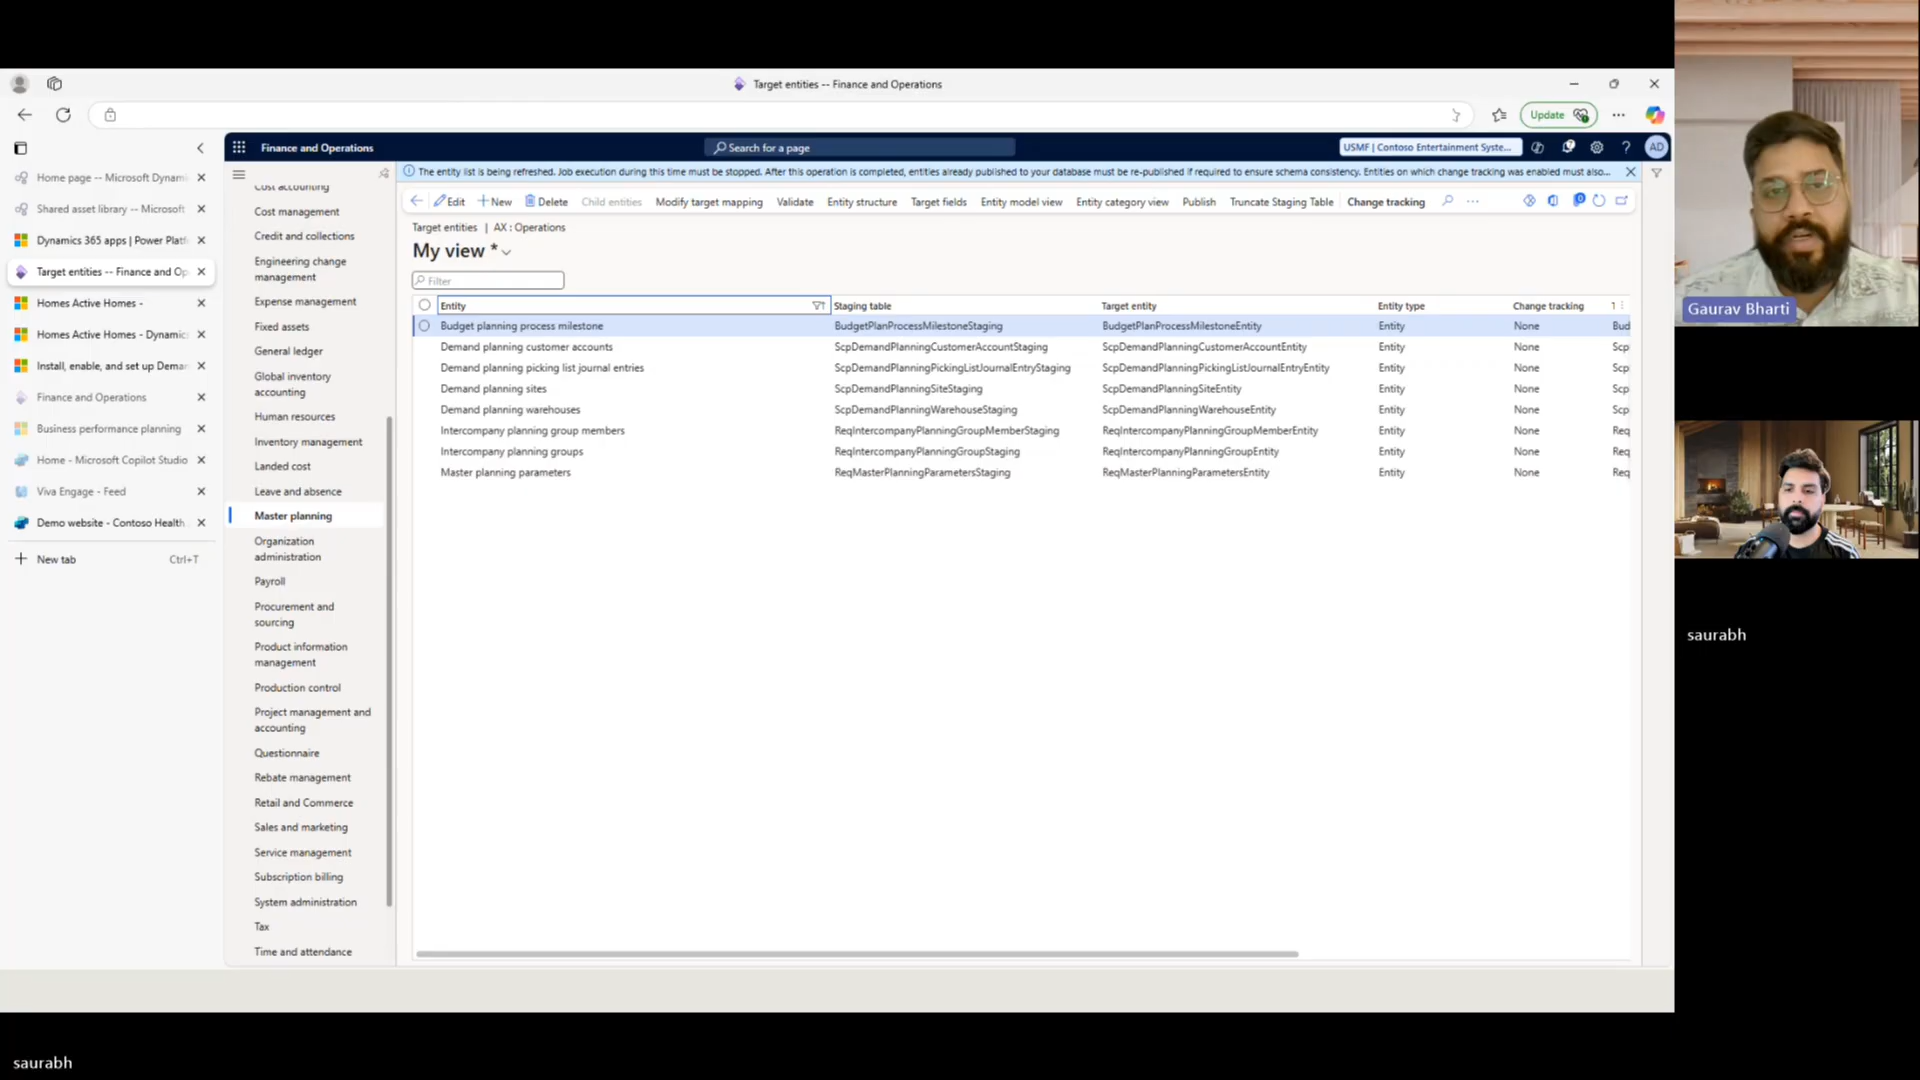 Target entities -- Finance and Operations
Update
Home page -- Microsoft Dynami
Shared asset library -- Microsoft
Dynamics 365 apps | Power Platf
Target entities -- Finance and Op
Homes Active Homes -
Homes Active Homes - Dynamic
Install, enable, and set up Deman
Finance and Operations
Business performance planning
Home - Microsoft Copilot Studio
Viva Engage - Feed
Demo website - Contoso Health
New tab Ctrl+T
Finance and Operations
Search for a page
USMF | Contoso Entertainment Syste...
? AD
Cost accounting
Cost management
Credit and collections
Engineering change
management
Expense management
Fixed assets
General ledger
Global inventory
accounting
Human resources
Inventory management
Landed cost
Leave and absence
Master planning
Organization
administration
Payroll
Procurement and
sourcing
Product information
management
Production control
Project management and
accounting
Questionnaire
Rebate management
Retail and Commerce
Sales and marketing
Service management
Subscription billing
System administration
Tax
Time and attendance
The entity list is being refreshed. Job execution during this time must be stopped. After this operation is completed, entities already published to your database must be re-published if required to ensure schema consistency. Entities on which change tracking was enabled must also...
Edit New Delete Child entities Modify target mapping Validate Entity structure Target fields Entity model view Entity category view Publish Truncate Staging Table Change tracking 0
Target entities | AX : Operations
My view *
Filter
Entity Staging table Target entity Entity type Change tracking
Budget planning process milestone BudgetPlanProcessMilestoneStaging BudgetPlanProcessMilestoneEntity Entity None Bud
Demand planning customer accounts ScpDemandPlanningCustomerAccountStaging ScpDemandPlanningCustomerAccountEntity Entity None Scp
Demand planning picking list journal entries ScpDemandPlanningPickingListJournalEntryStaging ScpDemandPlanningPickingListJournalEntryEntity Entity None Scp
Demand planning sites ScpDemandPlanningSiteStaging ScpDemandPlanningSiteEntity Entity None Scp
Demand planning warehouses ScpDemandPlanningWarehouseStaging ScpDemandPlanningWarehouseEntity Entity None Scp
Intercompany planning group members ReqIntercompanyPlanningGroupMemberStaging ReqIntercompanyPlanningGroupMemberEntity Entity None Req
Intercompany planning groups ReqIntercompanyPlanningGroupStaging ReqIntercompanyPlanningGroupEntity Entity None Req
Master planning parameters ReqMasterPlanningParametersStaging ReqMasterPlanningParametersEntity Entity None Req
Gaurav Bharti
saurabh
saurabh